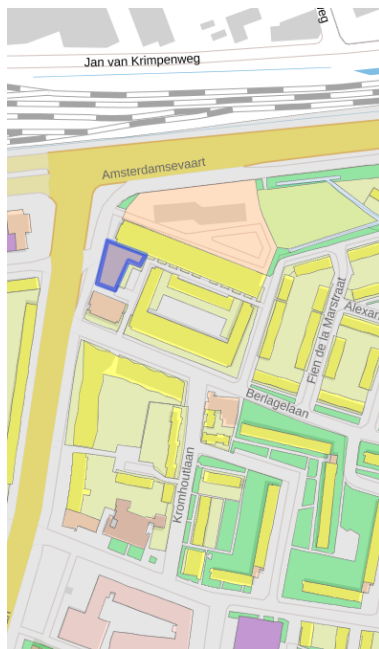 Jan van Krimpenweg
Amsterdamsevaart
Fien de la Marstraat
Berlagelaan
Kromhoutlaan